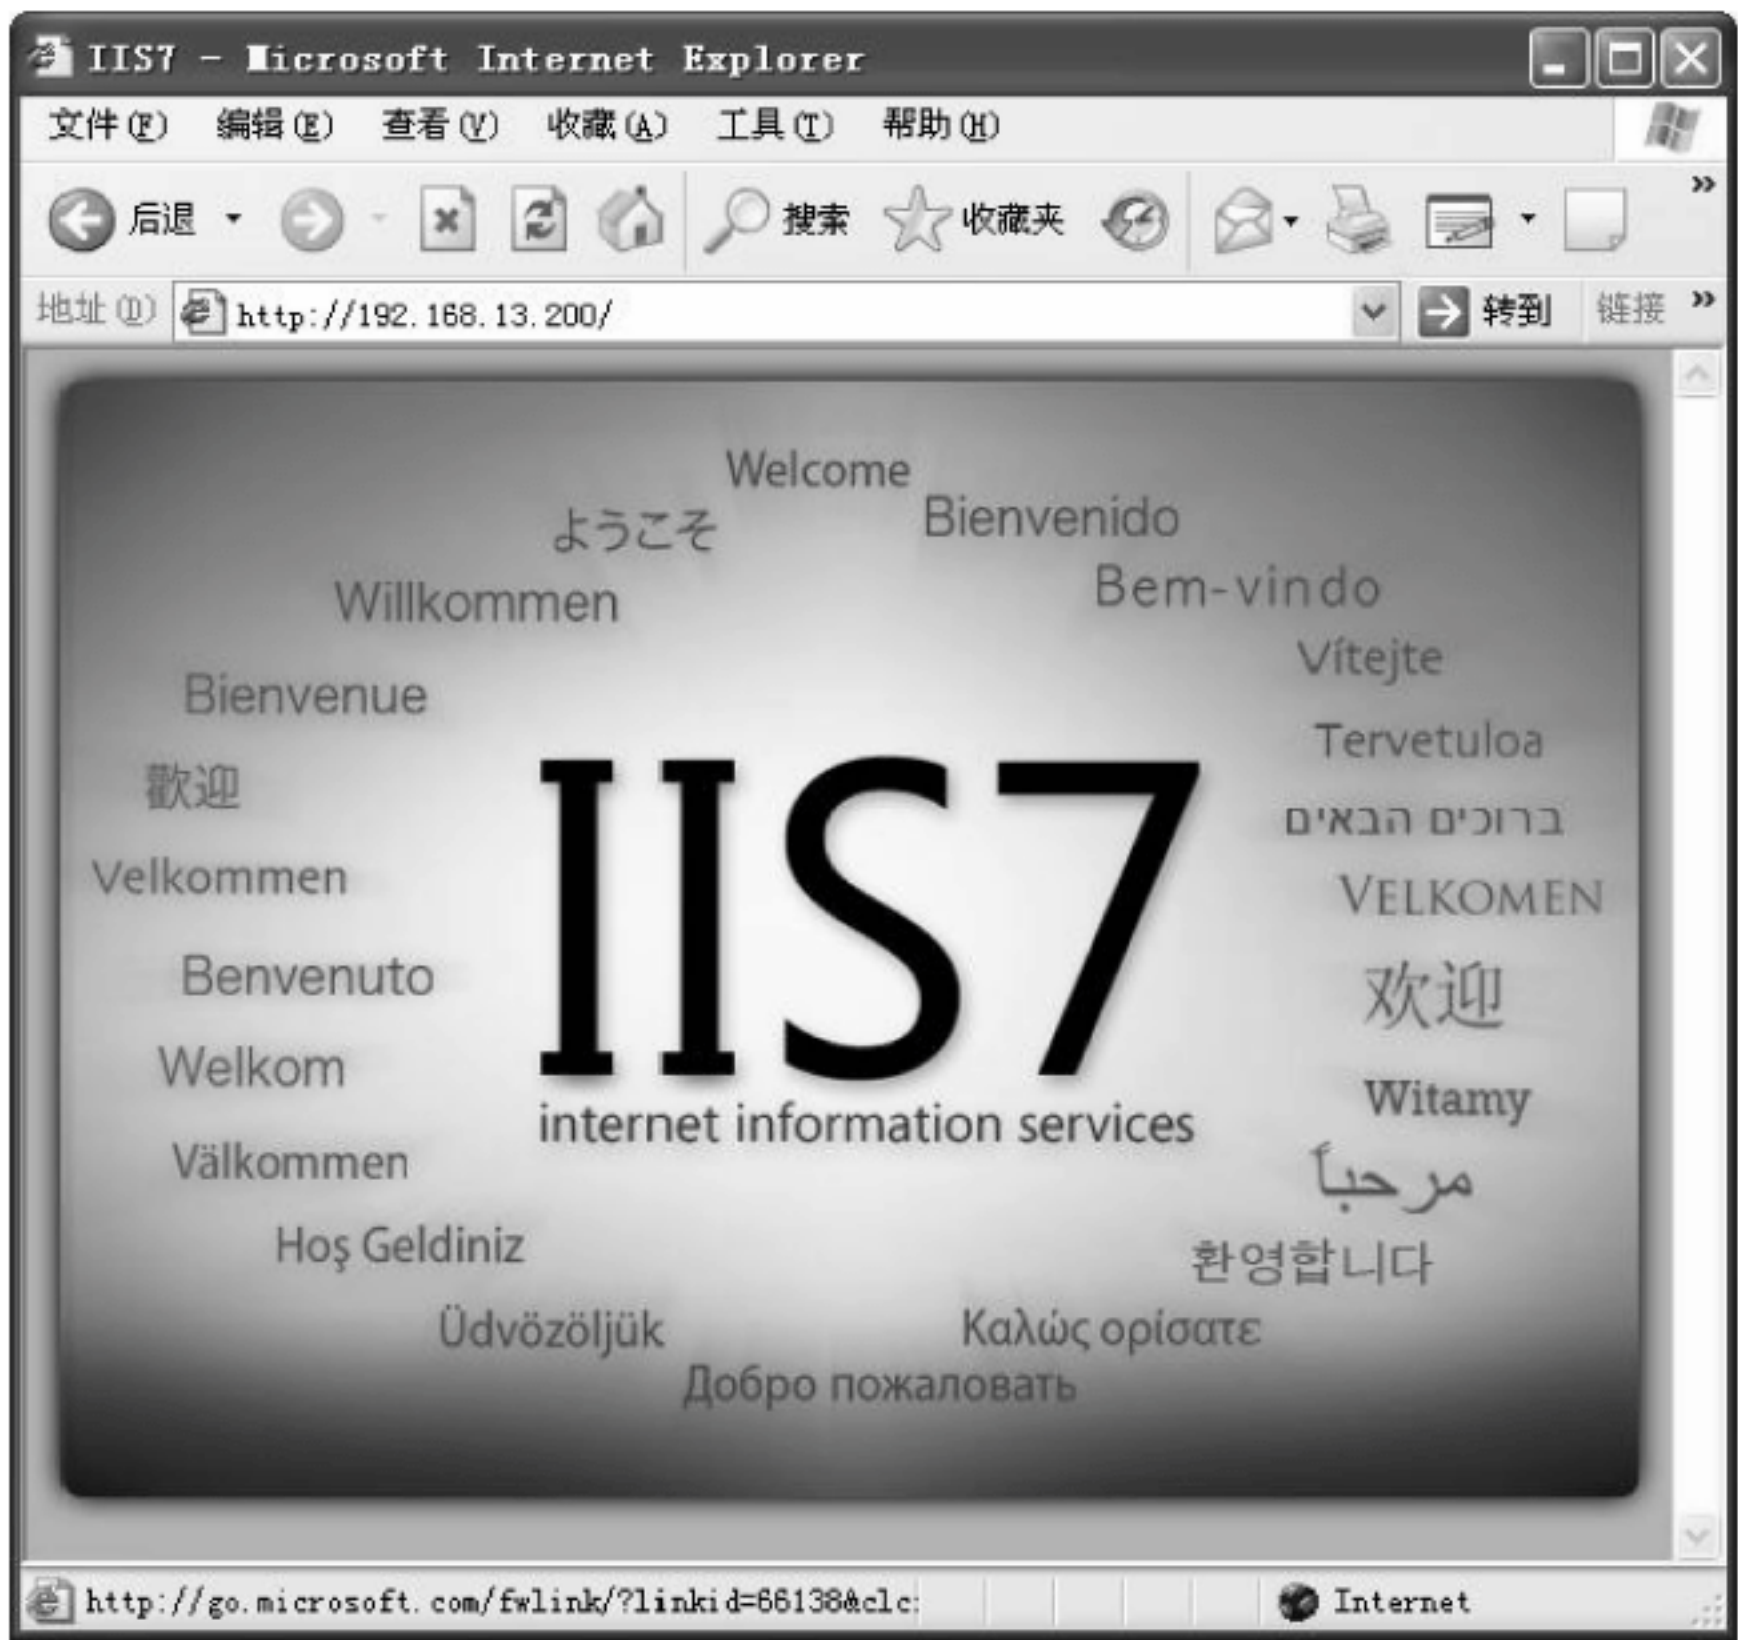 IIS7 - Microsoft Internet Explorer
文件(F) 编辑(E) 查看(V) 收藏(A) 工具(T) 帮助(H)
后退 搜索 收藏夹 »
地址(D) http://192.168.13.200/ 转到 链接 »
Welcome
ようこそ
Bienvenido
Willkommen
Bem-vindo
Vítejte
Bienvenue
Tervetuloa
歡迎
ברוכים הבאים
Velkommen
VELKOMEN
IIS7
Benvenuto
欢迎
Welkom
Witamy
internet information services
Välkommen
مرحباً
Hoş Geldiniz
환영합니다
Üdvözöljük
Καλώς ορίσατε
Добро пожаловать
http://go.microsoft.com/fwlink/?linkid=66138&clc: Internet